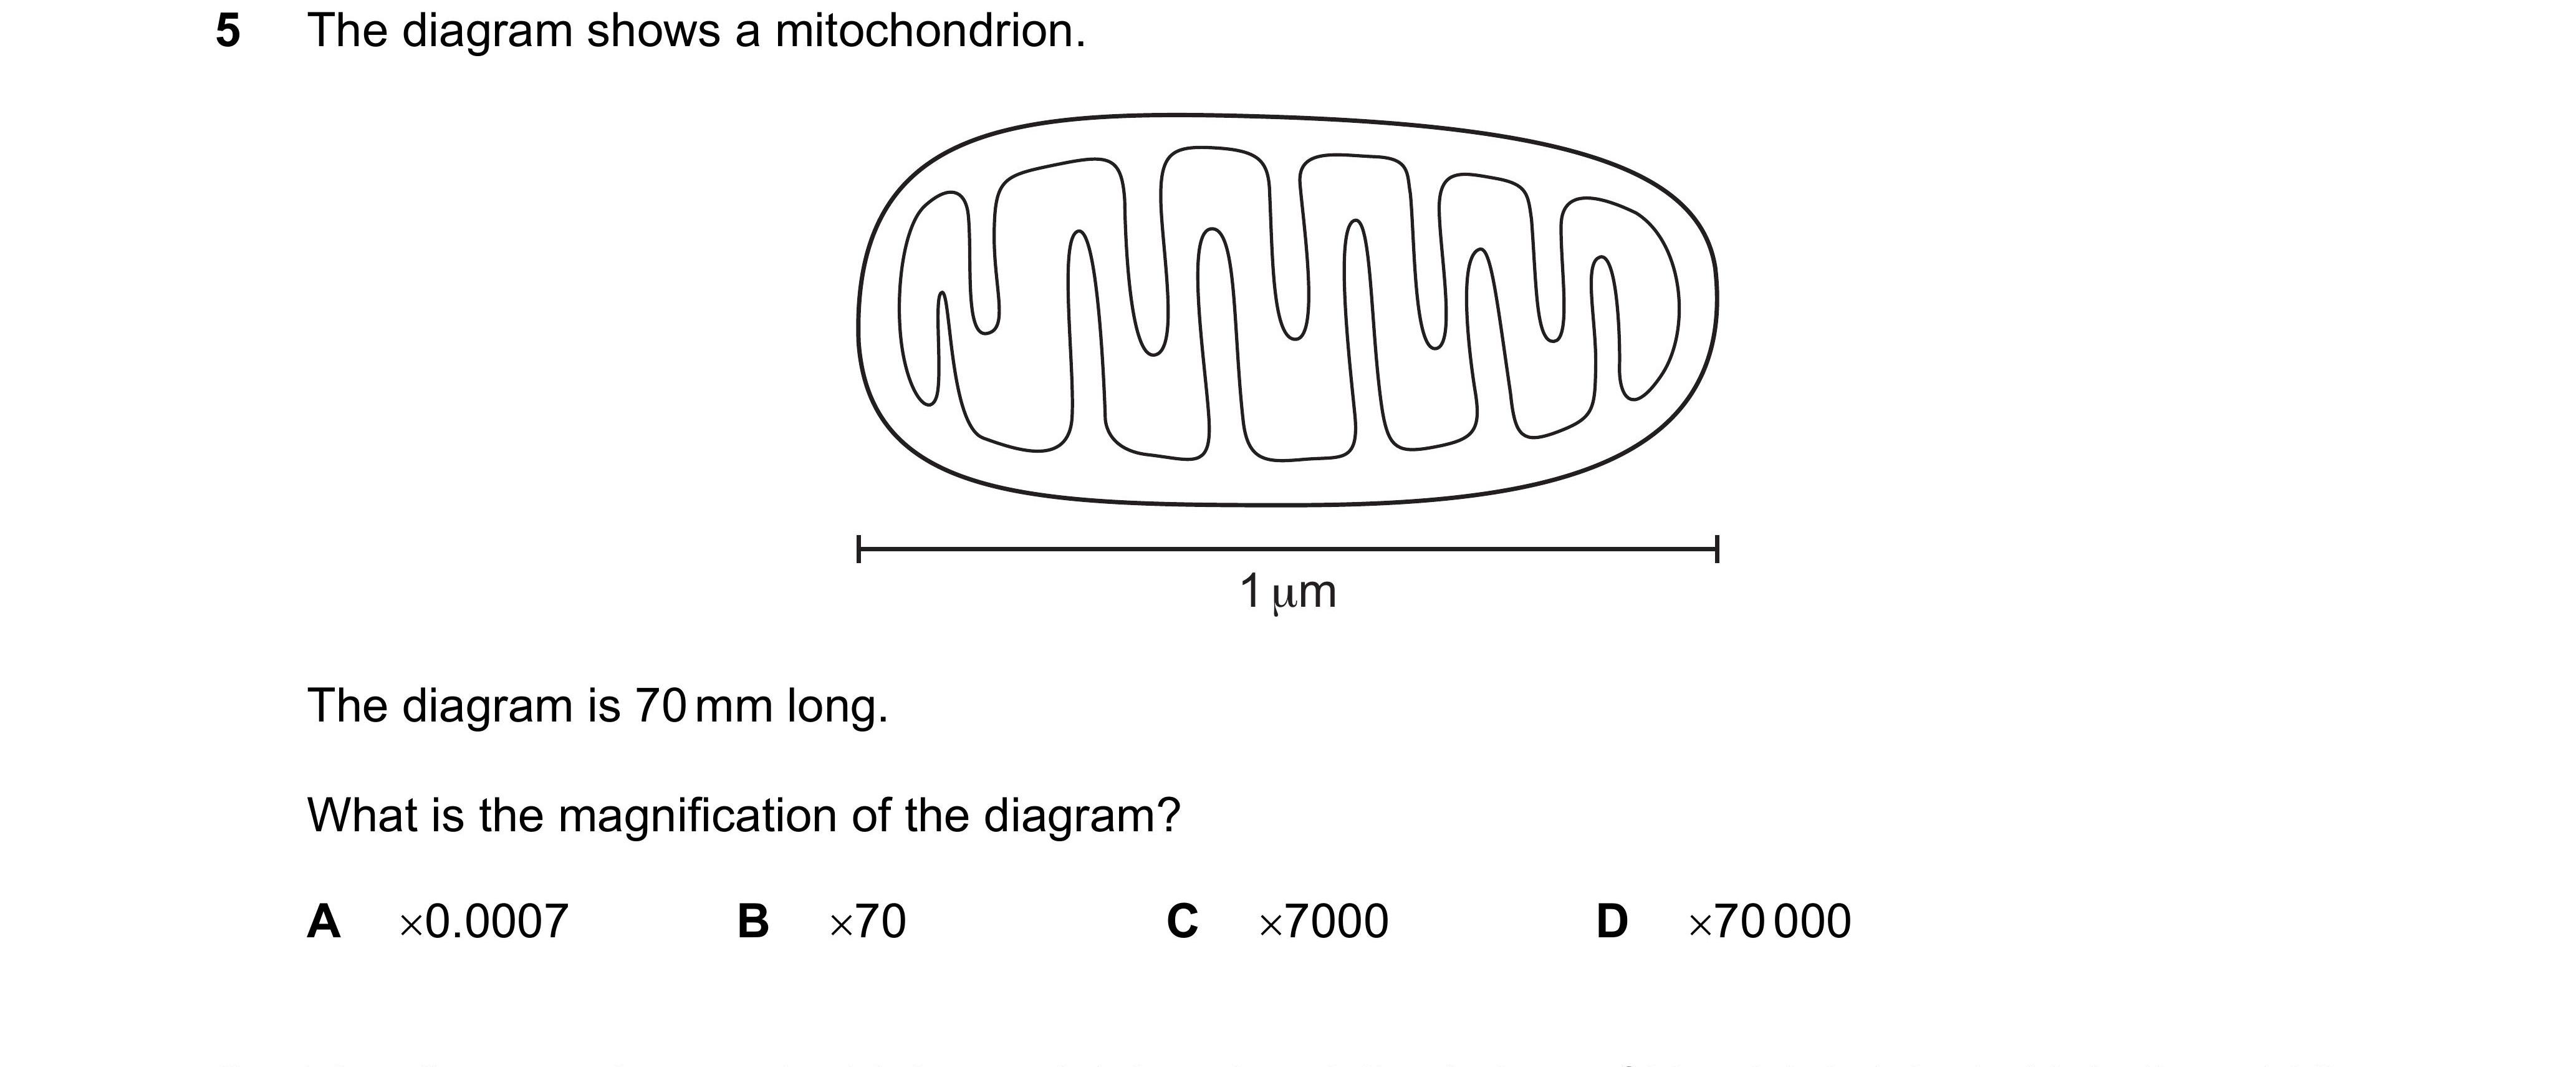 5 The diagram shows a mitochondrion.
1 μm
The diagram is 70 mm long.
What is the magnification of the diagram?
A ×0.0007 B ×70 C ×7000 D ×70 000